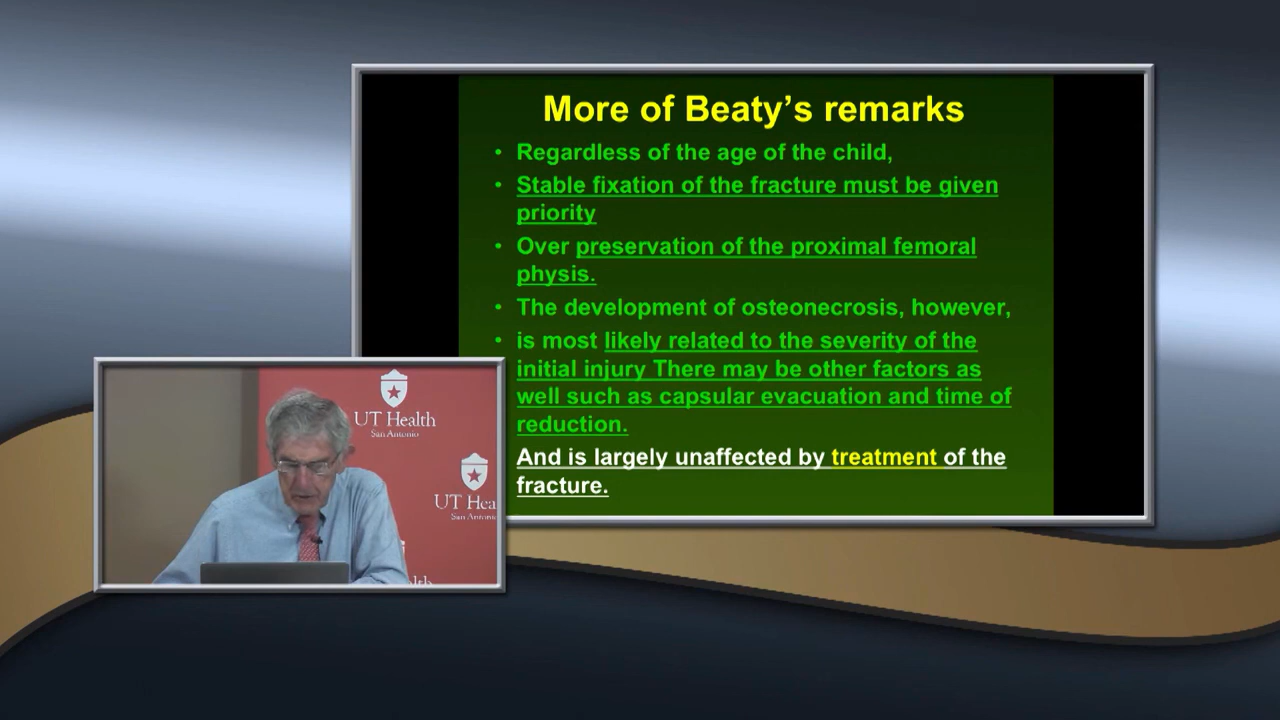 More of Beaty's remarks
• Regardless of the age of the child,
• Stable fixation of the fracture must be given
priority
• Over preservation of the proximal femoral
physis.
• The development of osteonecrosis, however,
• is most likely related to the severity of the
initial injury There may be other factors as
well such as capsular evacuation and time of
reduction.
And is largely unaffected by treatment of the
fracture.
UT Health
San Antonio
UT Hea
San Antonio
lth